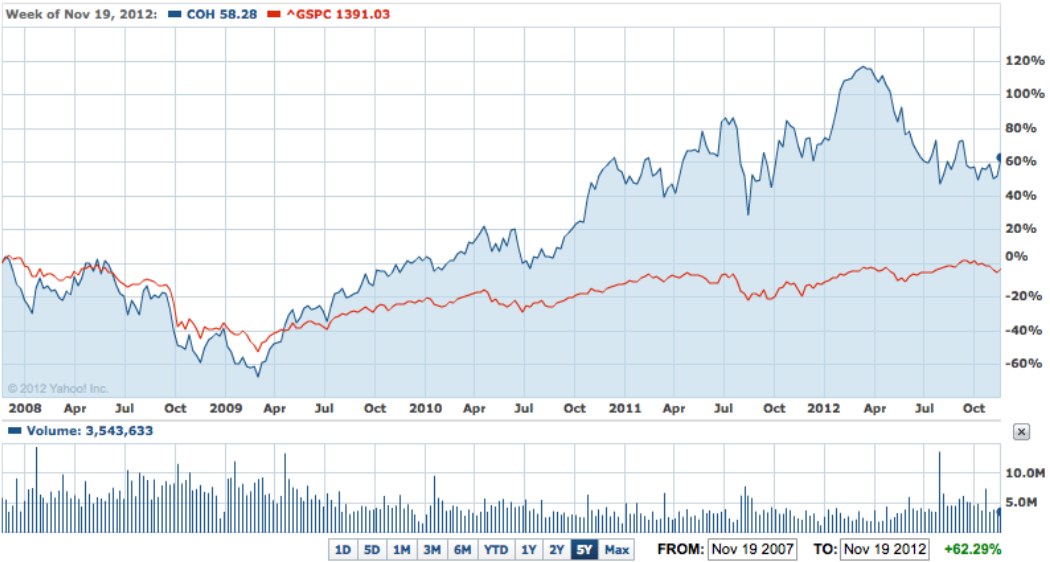 Week of Nov 19, 2012: COH 58.28 ^GSPC 1391.03
120%
100%
80%
60%
40%
20%
0%
-20%
-40%
-60%
© 2012 Yahoo! Inc.
2008 Apr Jul Oct 2009 Apr Jul Oct 2010 Apr Jul Oct 2011 Apr Jul Oct 2012 Apr Jul Oct
Volume: 3,543,633
10.0M
5.0M
1D 5D 1M 3M 6M YTD 1Y 2Y 5Y Max FROM: Nov 19 2007 TO: Nov 19 2012 +62.29%